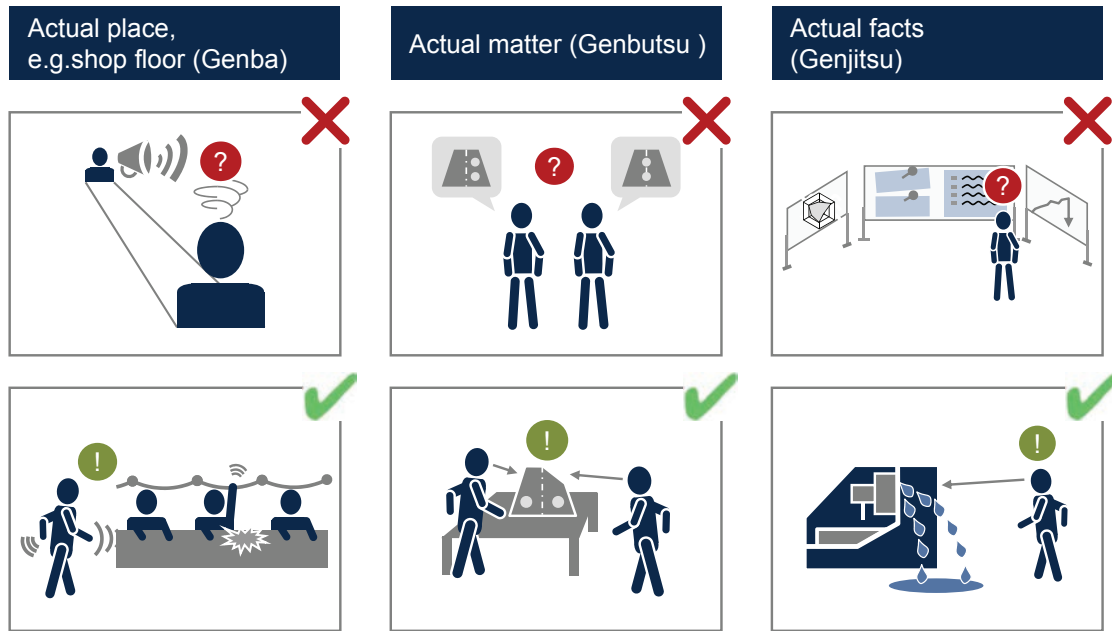 Actual place,
e.g.shop floor (Genba)
Actual matter (Genbutsu )
Actual facts
(Genjitsu)
?
?
?
!
!
!